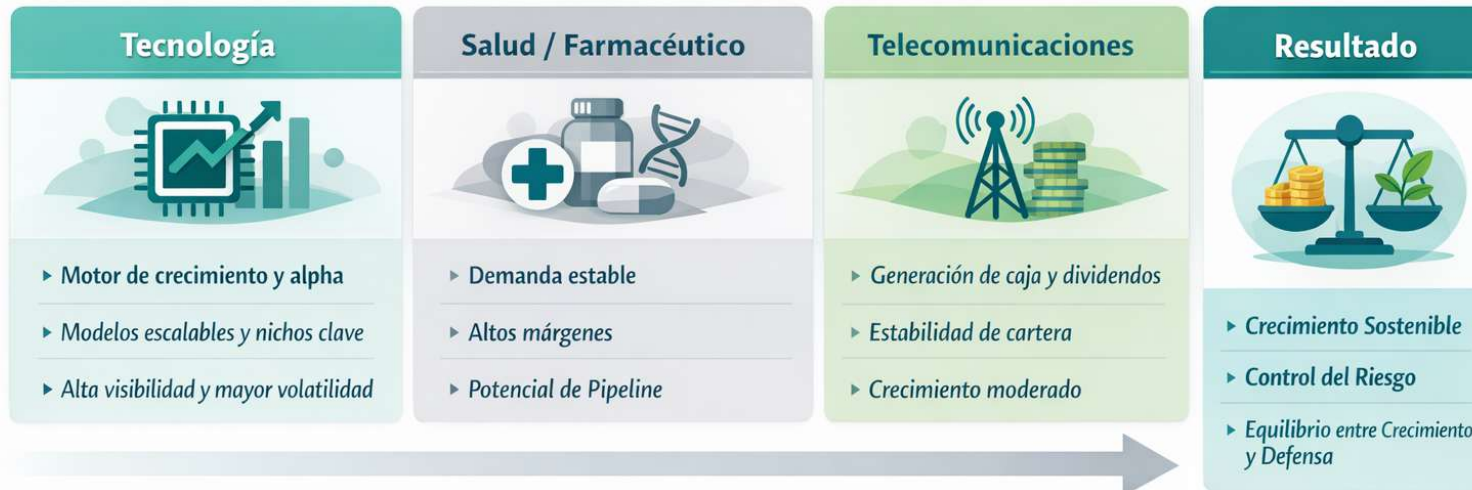 Tecnología
▸ Motor de crecimiento y alpha
▸ Modelos escalables y nichos clave
▸ Alta visibilidad y mayor volatilidad
Salud / Farmacéutico
▸ Demanda estable
▸ Altos márgenes
▸ Potencial de Pipeline
Telecomunicaciones
▸ Generación de caja y dividendos
▸ Estabilidad de cartera
▸ Crecimiento moderado
Resultado
▸ Crecimiento Sostenible
▸ Control del Riesgo
▸ Equilibrio entre Crecimiento
y Defensa